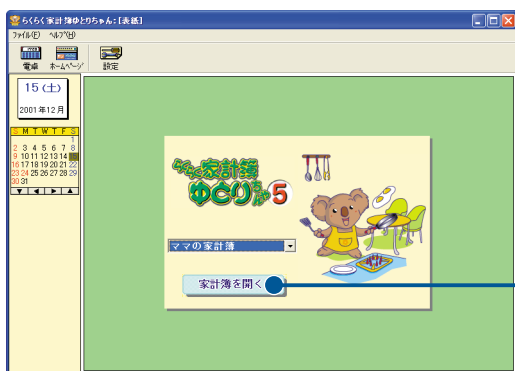 らくらく家計簿ゆとりちゃん:[表紙]
ファイル(F) ヘルプ(H)
電卓 ホームページ 設定
15 (土)
2001年12月
S M T W T F S
1
2 3 4 5 6 7 8
9 10 11 12 13 14 15
16 17 18 19 20 21 22
23 24 25 26 27 28 29
30 31
らくらく家計簿
ゆとりちゃん5
ママの家計簿
家計簿を開く